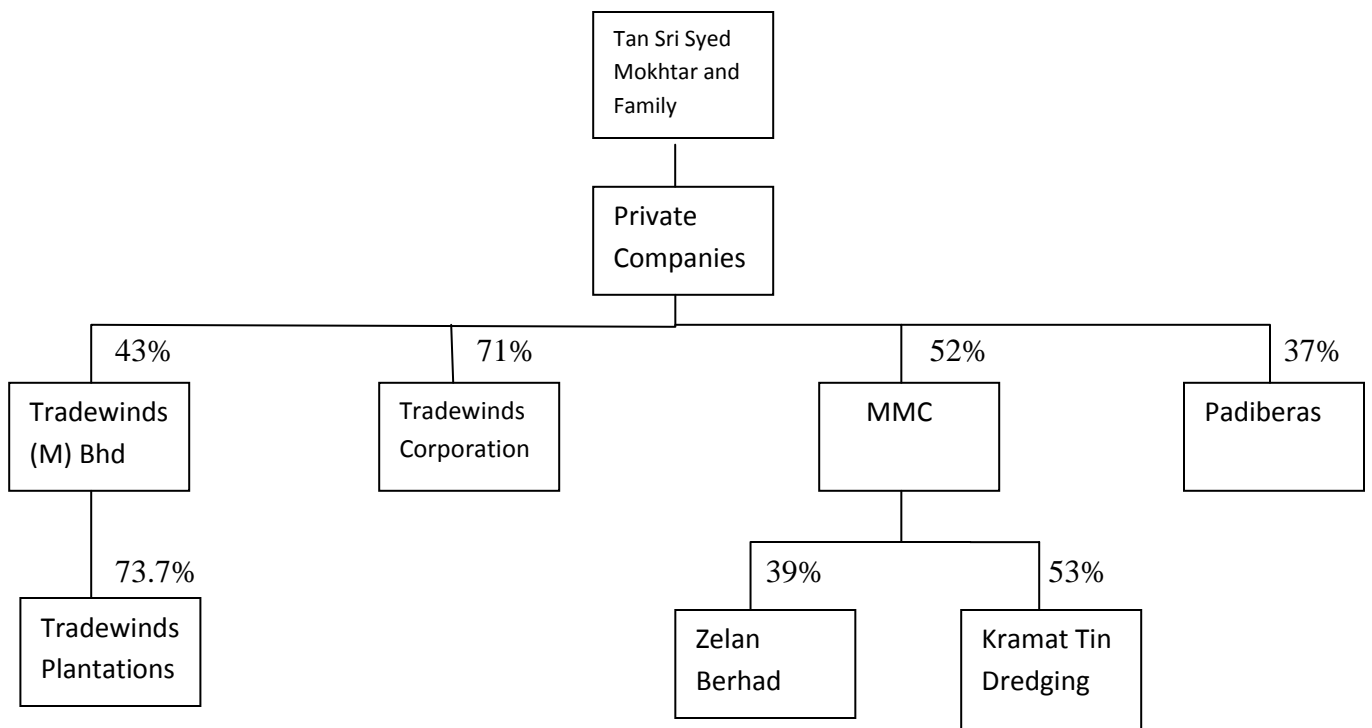 Tan Sri Syed
Mokhtar and
Family
Private
Companies
43%
71%
52%
37%
Tradewinds
(M) Bhd
Tradewinds
Corporation
MMC
Padiberas
73.7%
39%
53%
Tradewinds
Plantations
Zelan
Berhad
Kramat Tin
Dredging